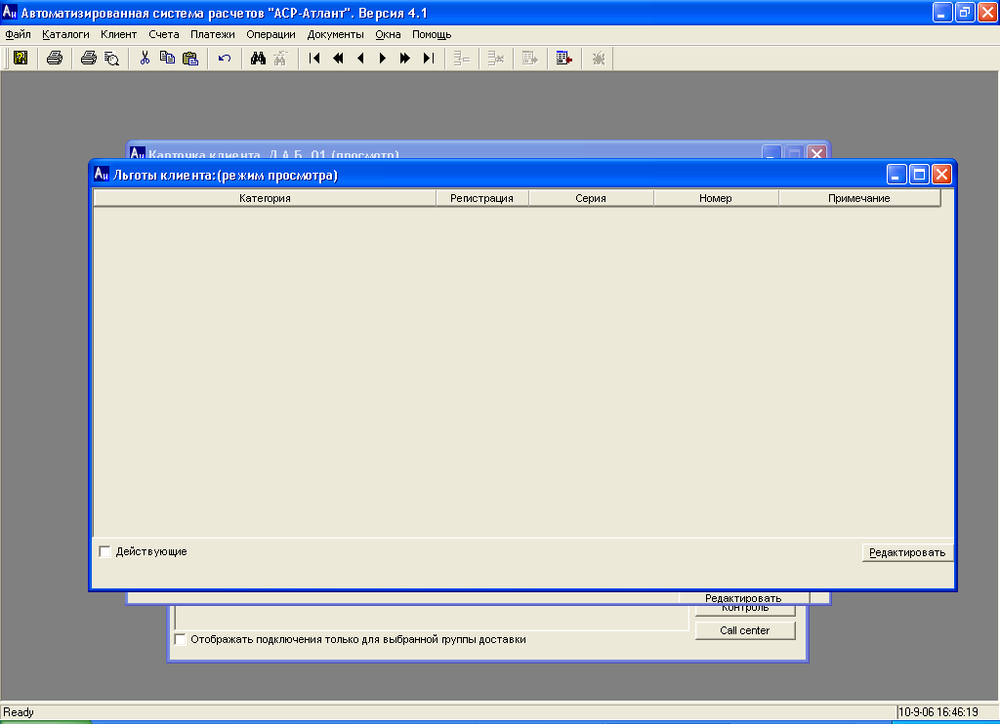 Автоматизированная система расчетов "АСР-Атлант". Версия 4.1
Файл Каталоги Клиент Счета Платежи Операции Документы Окна Помощь
Карточка клиента Д.А.Б. 01 (просмотр)
Льготы клиента:(режим просмотра)
Категория Регистрация Серия Номер Примечание
Действующие Редактировать
Редактировать
Контроль
Call center
Отображать подключения только для выбранной группы доставки
Ready 10-9-06 16:46:19